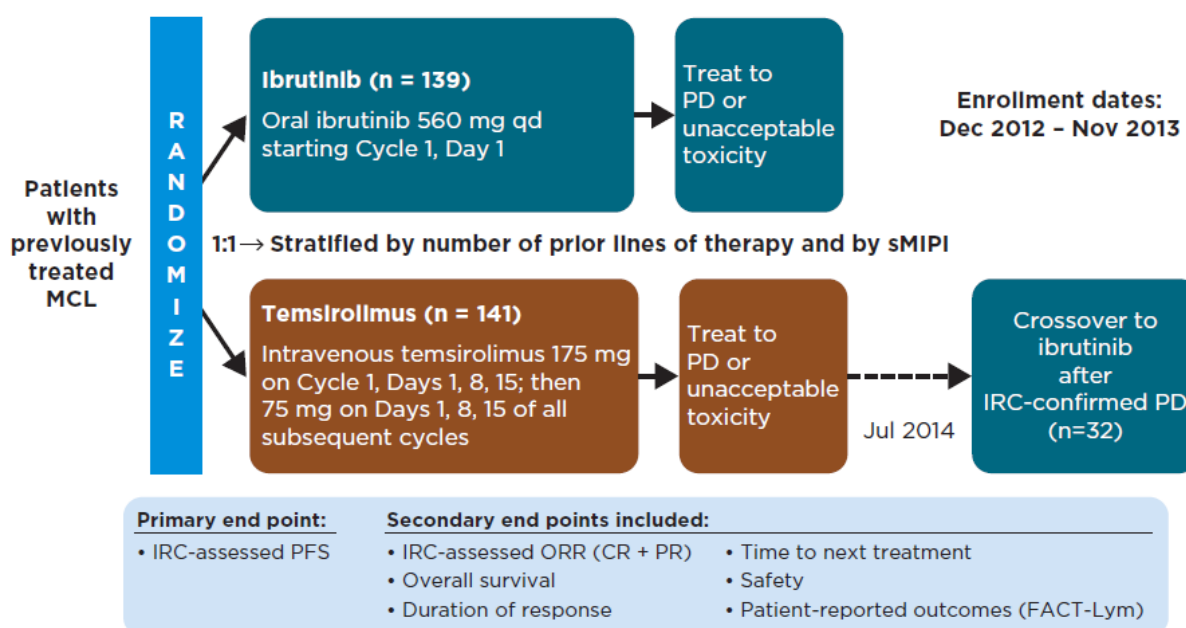 Patients
with
previously
treated
MCL
RANDOMIZE
Ibrutinib (n = 139)
Oral ibrutinib 560 mg qd
starting Cycle 1, Day 1
Treat to
PD or
unacceptable
toxicity
Enrollment dates:
Dec 2012 – Nov 2013
1:1→ Stratified by number of prior lines of therapy and by sMIPI
Temsirolimus (n = 141)
Intravenous temsirolimus 175 mg
on Cycle 1, Days 1, 8, 15; then
75 mg on Days 1, 8, 15 of all
subsequent cycles
Treat to
PD or
unacceptable
toxicity
Jul 2014
Crossover to
ibrutinib
after
IRC-confirmed PD
(n=32)
Primary end point:
• IRC-assessed PFS
Secondary end points included:
• IRC-assessed ORR (CR + PR)
• Overall survival
• Duration of response
• Time to next treatment
• Safety
• Patient-reported outcomes (FACT-Lym)